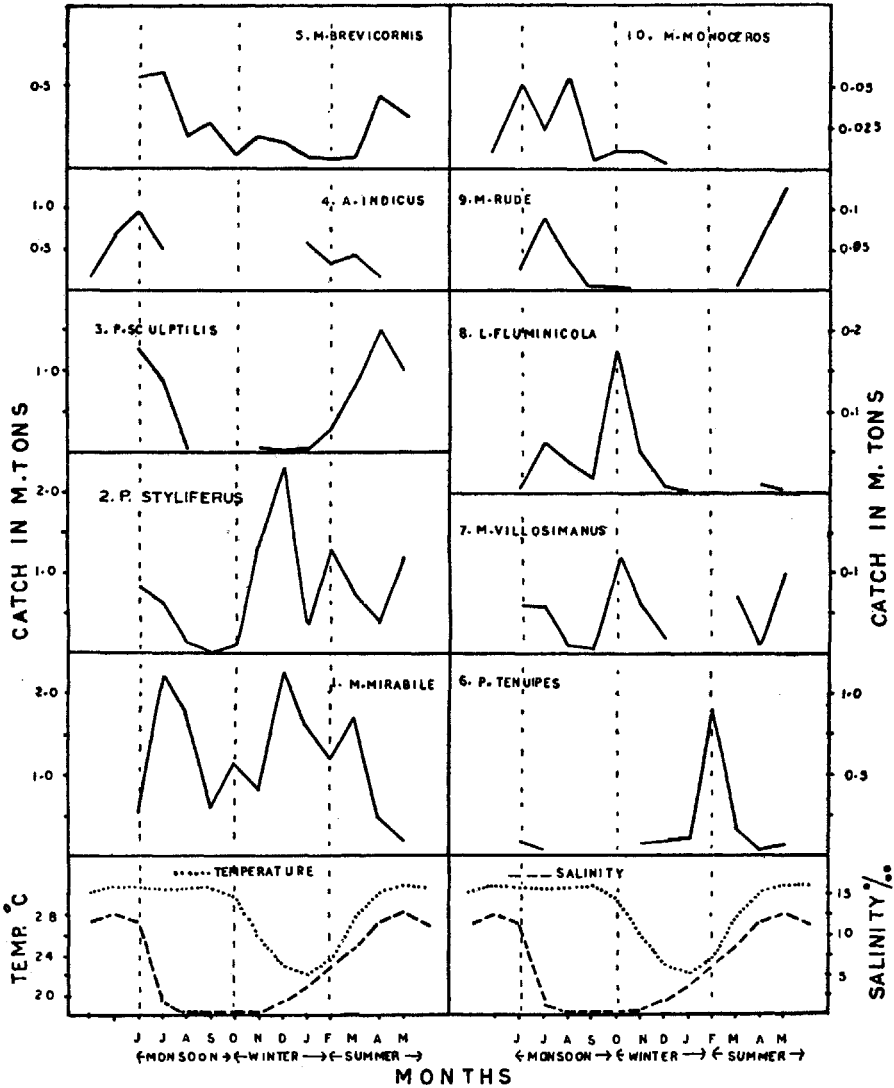 5. M. BREVICORNIS
0.5
10. M. MONOCEROS
0.05
0.025
4. A. INDICUS
1.0
0.5
9. M. RUDE
0.1
0.05
3. P. SCULPTILIS
1.0
8. L. FLUMINICOLA
0.2
0.1
2. P. STYLIFERUS
2.0
1.0
7. M. VILLOSIMANUS
0.1
1. M. MIRABILE
2.0
1.0
6. P. TENUIPES
1.0
0.5
CATCH IN M. TONS
CATCH IN M. TONS
TEMPERATURE
SALINITY
28
24
20
15
10
5
TEMP. °C
SALINITY ‰
J J A S O N D J F M A M
J J A S O N D J F M A M
←MONSOON→←WINTER→←SUMMER→
←MONSOON→←WINTER→←SUMMER→
MONTHS